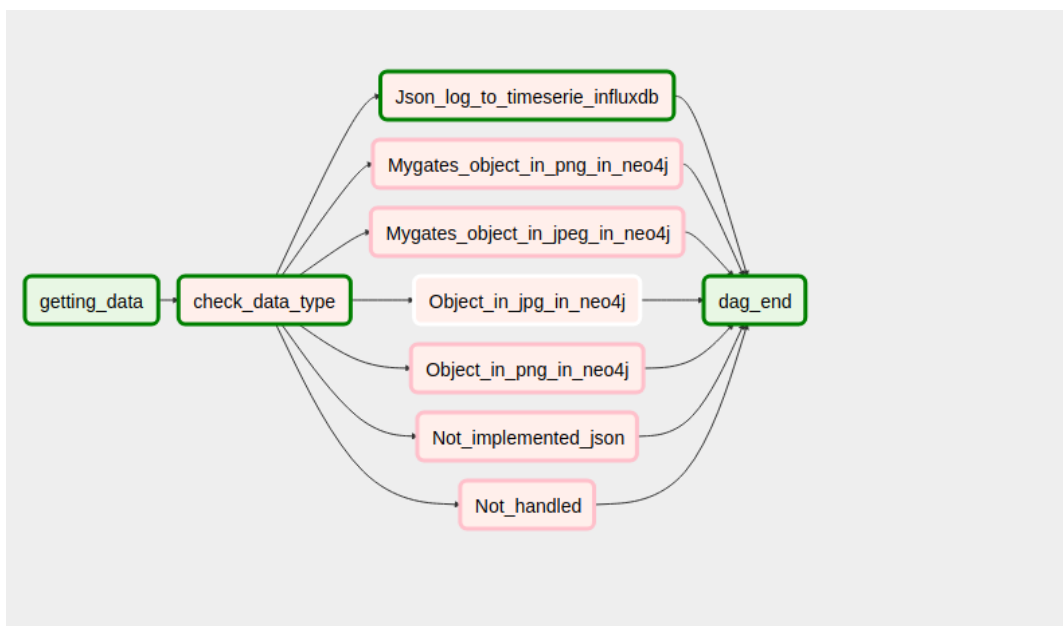 Json_log_to_timeserie_influxdb
Mygates_object_in_png_in_neo4j
Mygates_object_in_jpeg_in_neo4j
getting_data
check_data_type
Object_in_jpg_in_neo4j
dag_end
Object_in_png_in_neo4j
Not_implemented_json
Not_handled